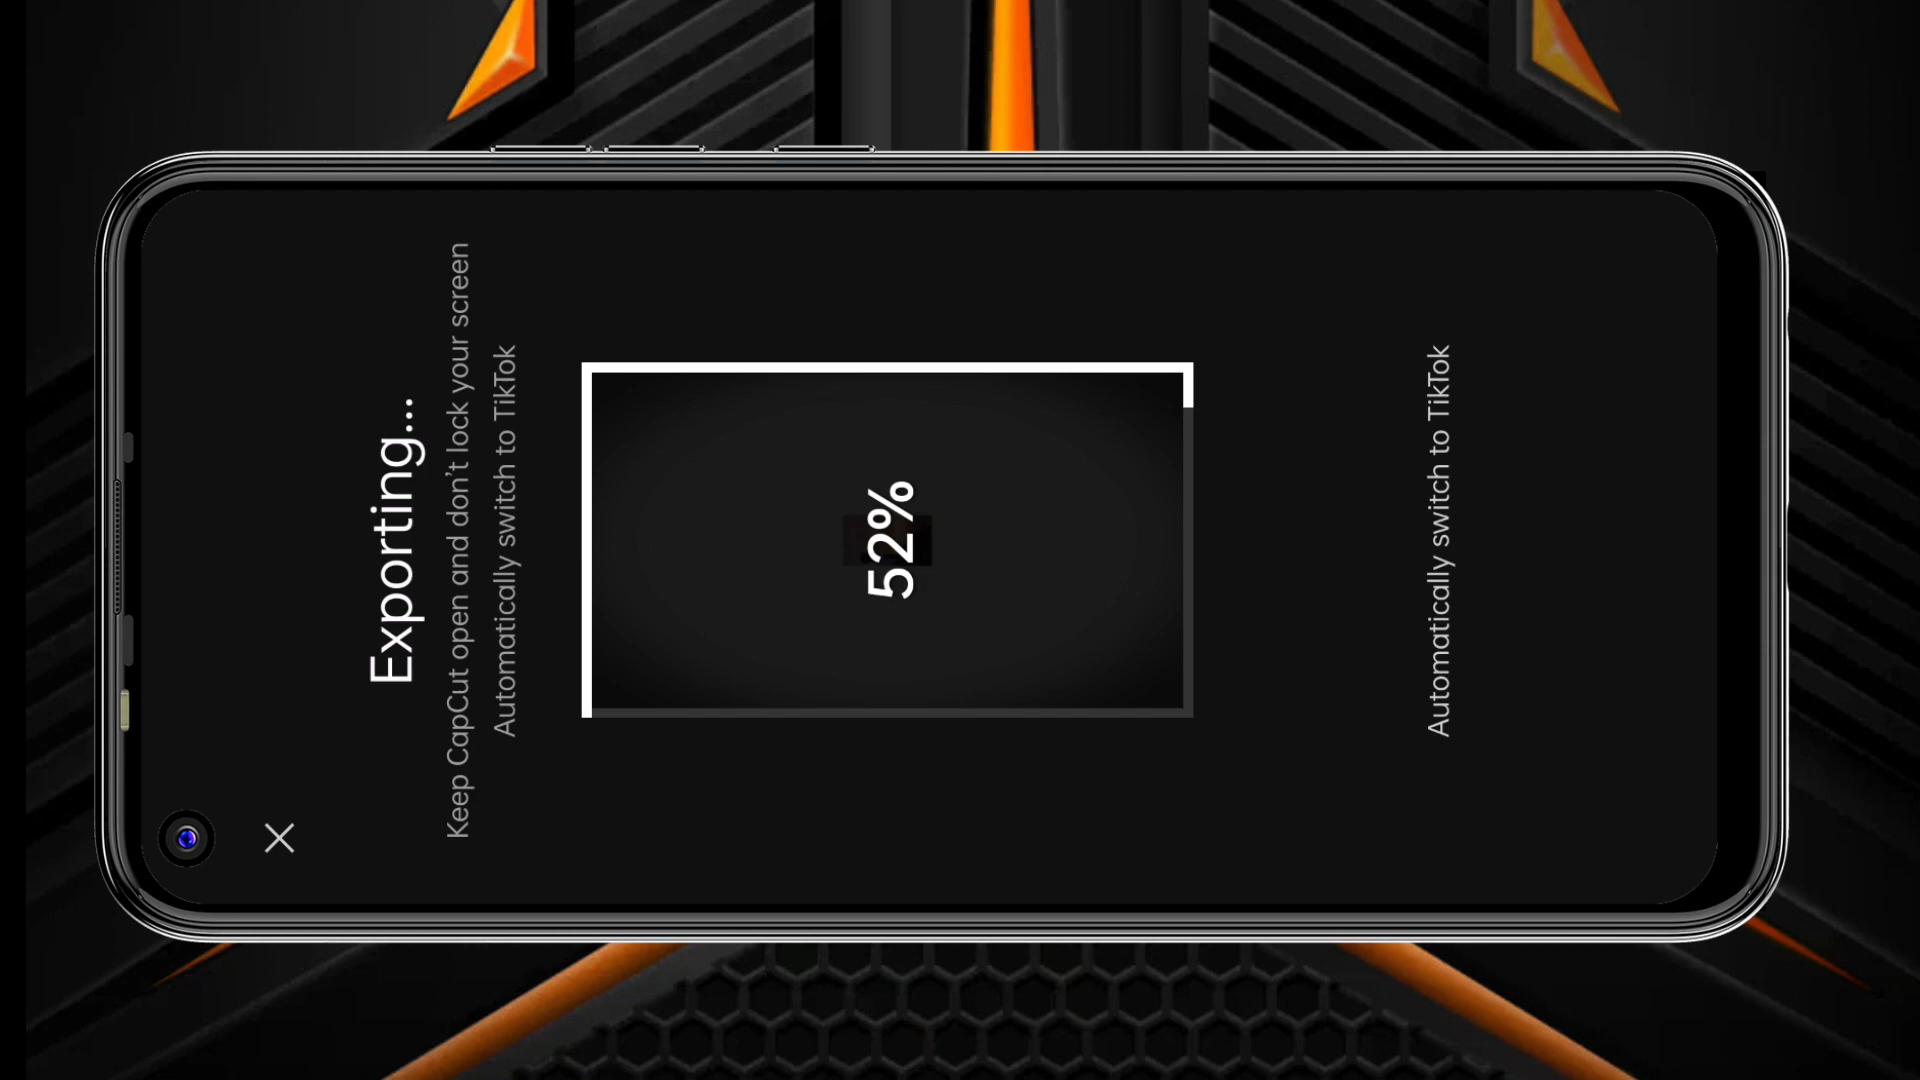 Exporting...
Keep CapCut open and don't lock your screen
Automatically switch to TikTok
52%
Automatically switch to TikTok